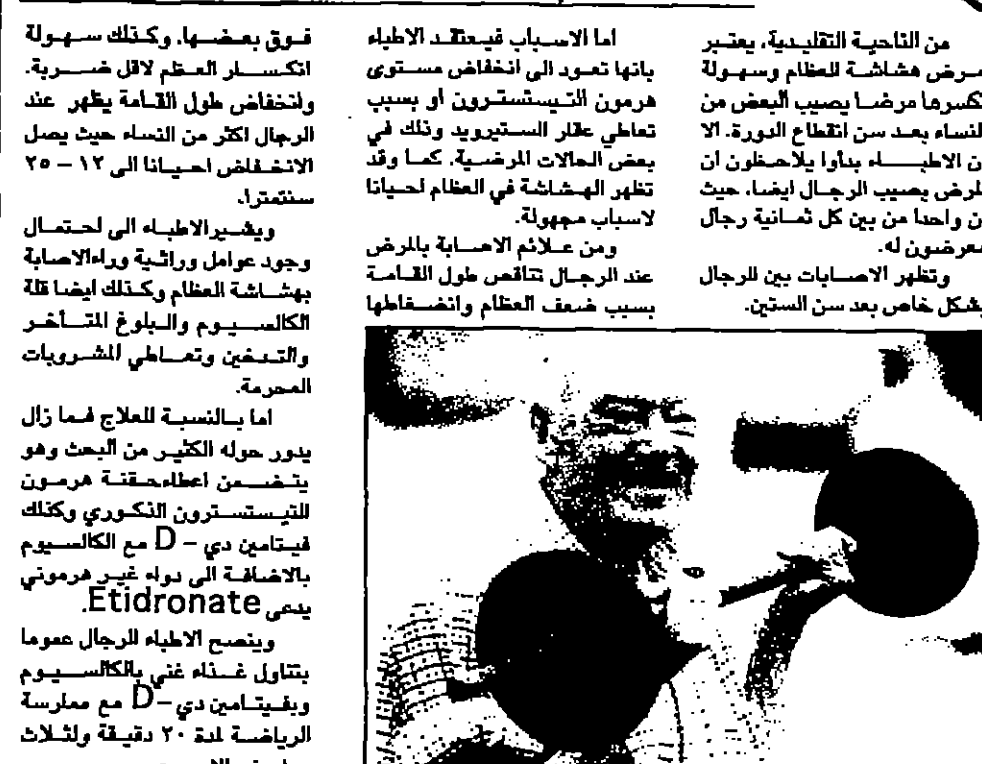 من الناحية التقليدية، يعتبر
مرض هشاشة العظام وسهولة
تكسرها مرضا يصيب البعض من
النساء بعد سن انقطاع الدورة. الا
ان الاطباء بدأوا يلاحظون ان
المرض يصيب الرجال ايضا، حيث
ان واحدا من بين كل ثمانية رجال
معرضون له.
وتظهر الاصابات بين الرجال
بشكل خاص بعد سن الستين.
اما الاسباب فيعتقد الاطباء
بانها تعود الى انخفاض مستوى
هرمون التيستسترون او بسبب
تعاطي عقار الستيرويد وذلك في
بعض الحالات المرضية. كما وقد
تظهر الهشاشة في العظام احيانا
لاسباب مجهولة.
ومن علائم الاصابة بالمرض
عند الرجال تناقص طول القامة
بسبب ضعف العظام وانضغاطها
فوق بعضها. وكذلك سهولة
انكسار العظم لاقل ضربة.
وانخفاض طول القامة يظهر عند
الرجال اكثر من النساء حيث يصل
الانخفاض احيانا الى ١٢ – ٢٥
سنتمترا.
ويشير الاطباء الى احتمال
وجود عوامل وراثية وراء الاصابة
بهشاشة العظام وكذلك ايضا قلة
الكالسيوم والبلوغ المتأخر
والتدخين وتعاطي المشروبات
المحرمة.
اما بالنسبة للعلاج فما زال
يدور حوله الكثير من البحث وهو
يتضمن اعطاء حقنة هرمون
التيستسترون الذكوري وكذلك
فيتامين دي – D مع الكالسيوم
بالاضافة الى دواء غير هرموني
يدعى Etidronate.
وينصح الاطباء الرجال عموما
بتناول غذاء غني بالكالسيوم
وبفيتامين دي – D مع ممارسة
الرياضة لمدة ٢٠ دقيقة ولثلاث